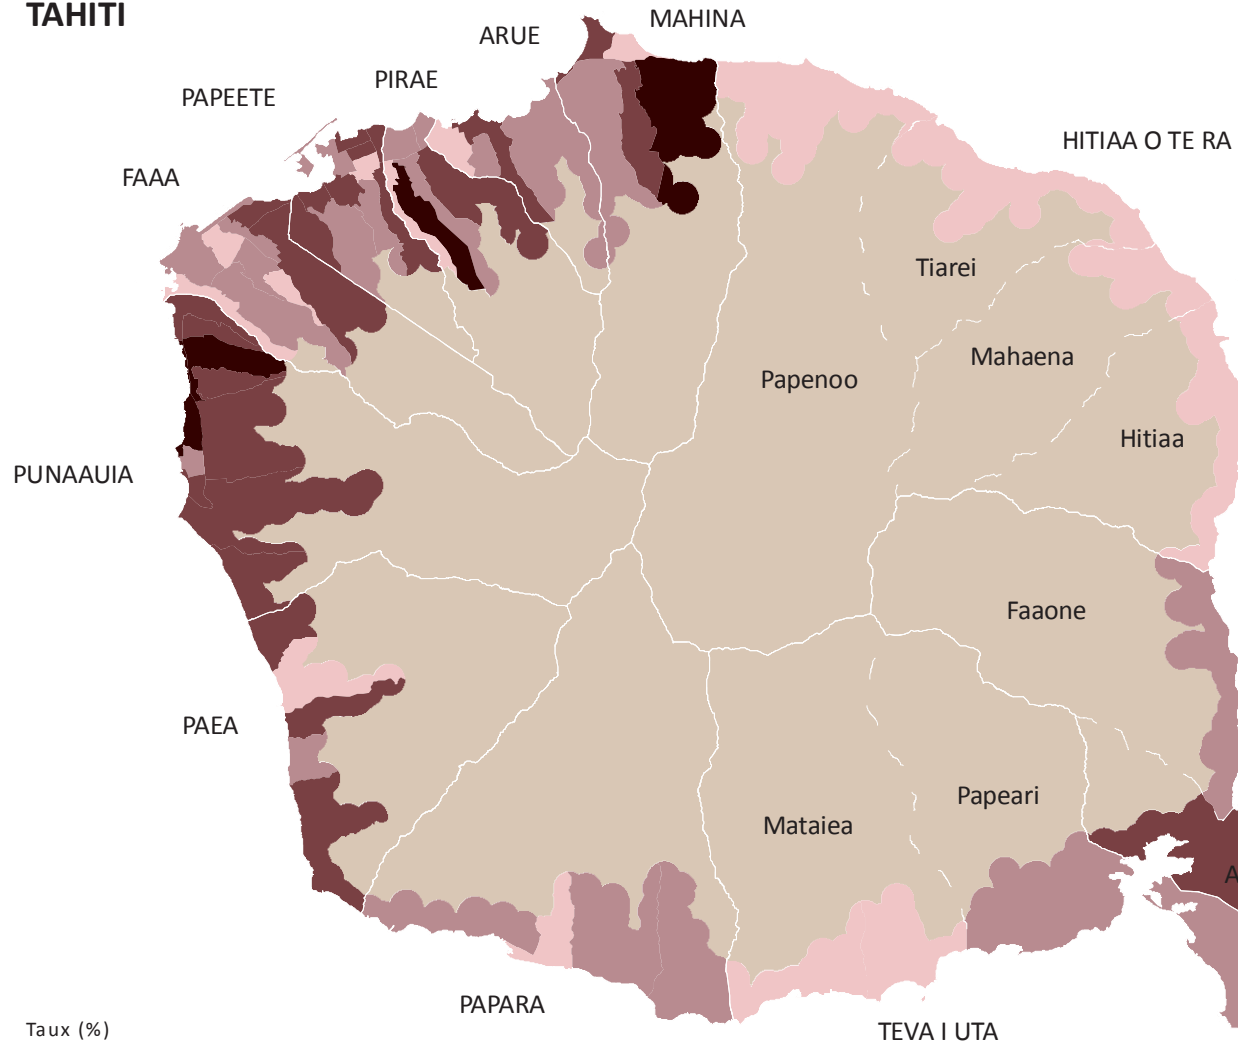 TAHITI
MAHINA
ARUE
PIRAE
PAPEETE
HITIAA O TE RA
FAAA
Tiarei
Mahaena
Papenoo
Hitiaa
PUNAAUIA
Faaone
PAEA
Papeari
Mataiea
A
PAPARA
Taux (%)
TEVA I UTA